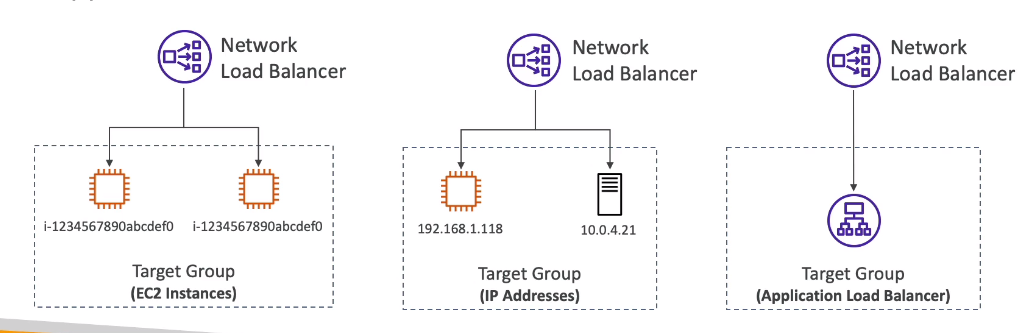 Network
Load Balancer
i-1234567890abcdef0
i-1234567890abcdef0
Target Group
(EC2 Instances)
Network
Load Balancer
192.168.1.118
10.0.4.21
Target Group
(IP Addresses)
Network
Load Balancer
Target Group
(Application Load Balancer)